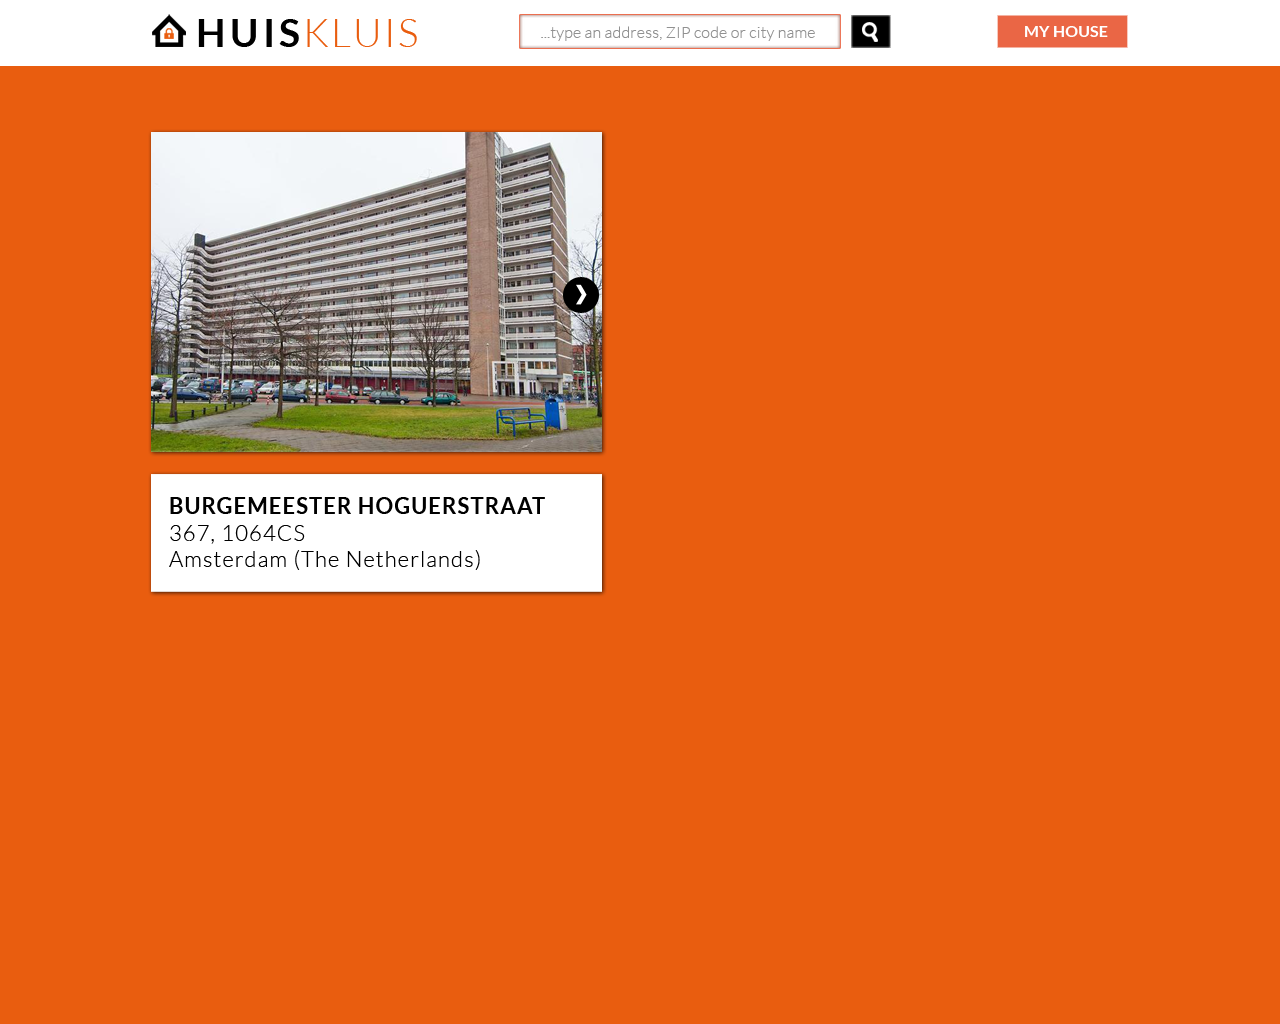 HUISKLUIS
...type an address, ZIP code or city name
MY HOUSE
BURGEMEESTER HOGUERSTRAAT
367, 1064CS
Amsterdam (The Netherlands)